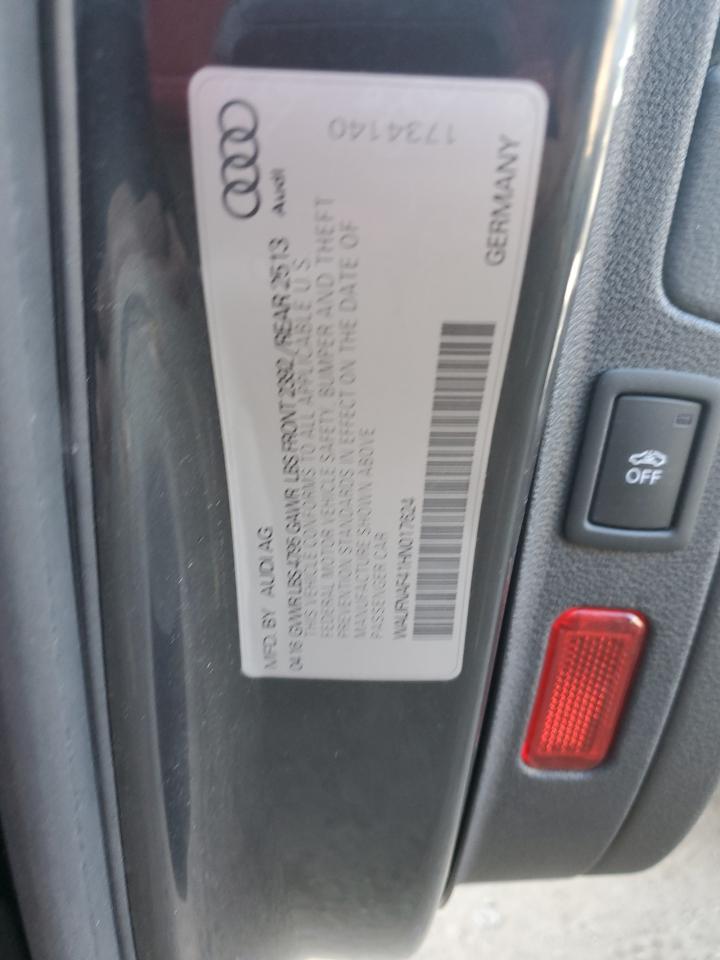 Audi
1734140
MFD. BY AUDI AG
04 16 GVWR LBS 4795 GAWR LBS FRONT 2392 / REAR 2513
THIS VEHICLE CONFORMS TO ALL APPLICABLE U.S.
FEDERAL MOTOR VEHICLE SAFETY, BUMPER AND THEFT
PREVENTION STANDARDS IN EFFECT ON THE DATE OF
MANUFACTURE SHOWN ABOVE
PASSENGER CAR
GERMANY
OFF